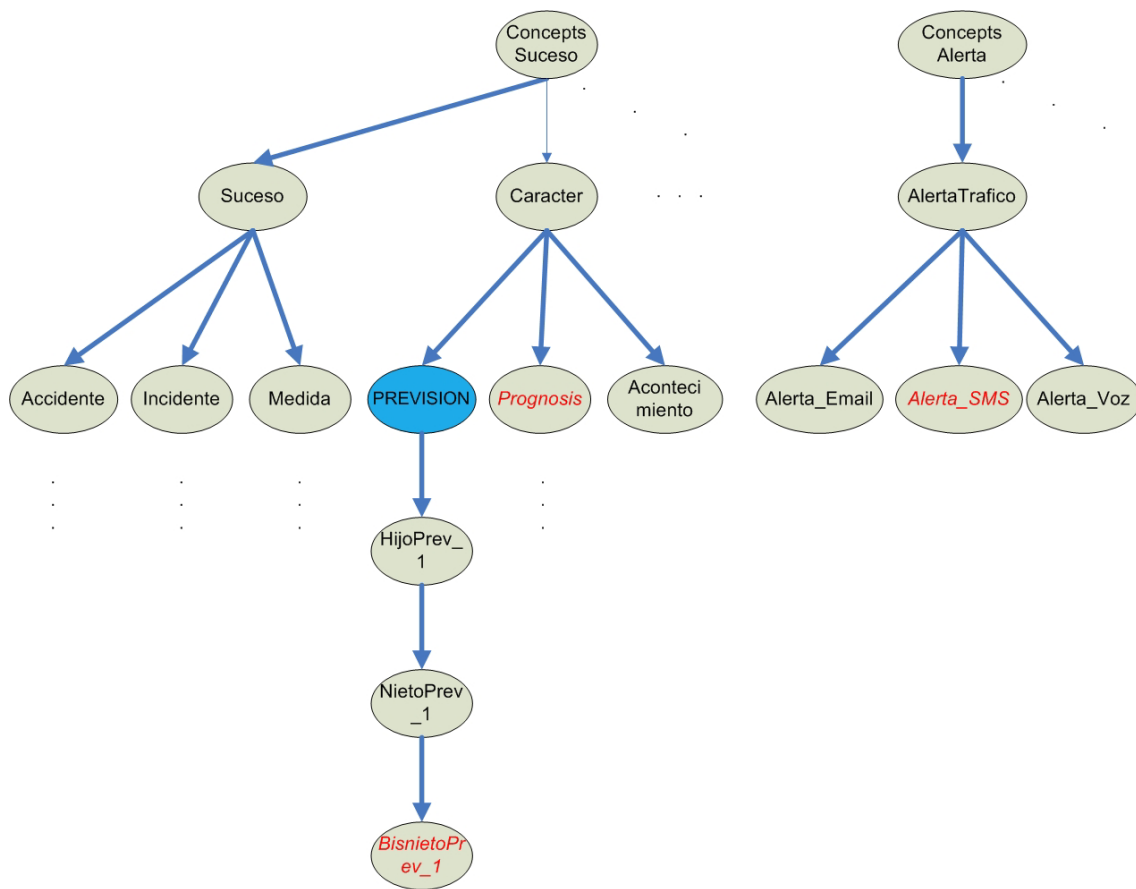 Concepts
Suceso
Concepts
Alerta
Suceso
Caracter
AlertaTrafico
Accidente
Incidente
Medida
PREVISION
Prognosis
Aconteci
miento
Alerta_Email
Alerta_SMS
Alerta_Voz
HijoPrev_
1
NietoPrev
_1
BisnietoPr
ev_1